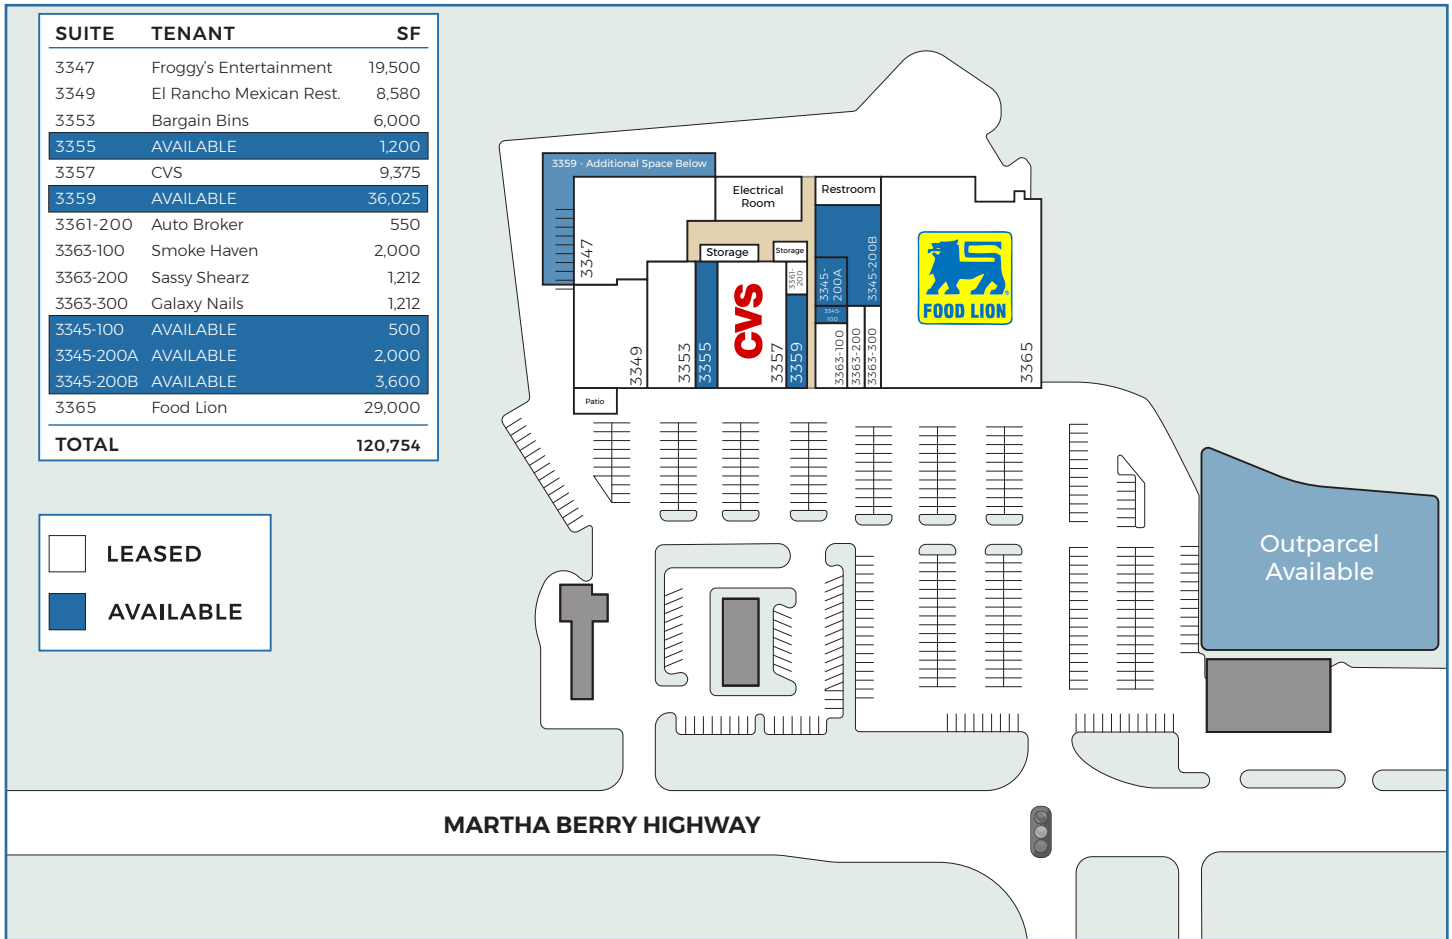 SUITE TENANT SF
3347 Froggy's Entertainment 19,500
3349 El Rancho Mexican Rest. 8,580
3353 Bargain Bins 6,000
3355 AVAILABLE 1,200
3357 CVS 9,375
3359 AVAILABLE 36,025
3361-200 Auto Broker 550
3363-100 Smoke Haven 2,000
3363-200 Sassy Shearz 1,212
3363-300 Galaxy Nails 1,212
3345-100 AVAILABLE 500
3345-200A AVAILABLE 2,000
3345-200B AVAILABLE 3,600
3365 Food Lion 29,000
TOTAL 120,754
LEASED
AVAILABLE
3359 - Additional Space Below
Electrical
Room
Restroom
3347
Storage
Storage
3361-
200
3345-
200A
3345-200B
3345-
100
FOOD LION
CVS
3349
3353
3355
3357
3359
3363-100
3363-200
3363-300
3365
Patio
Outparcel
Available
MARTHA BERRY HIGHWAY